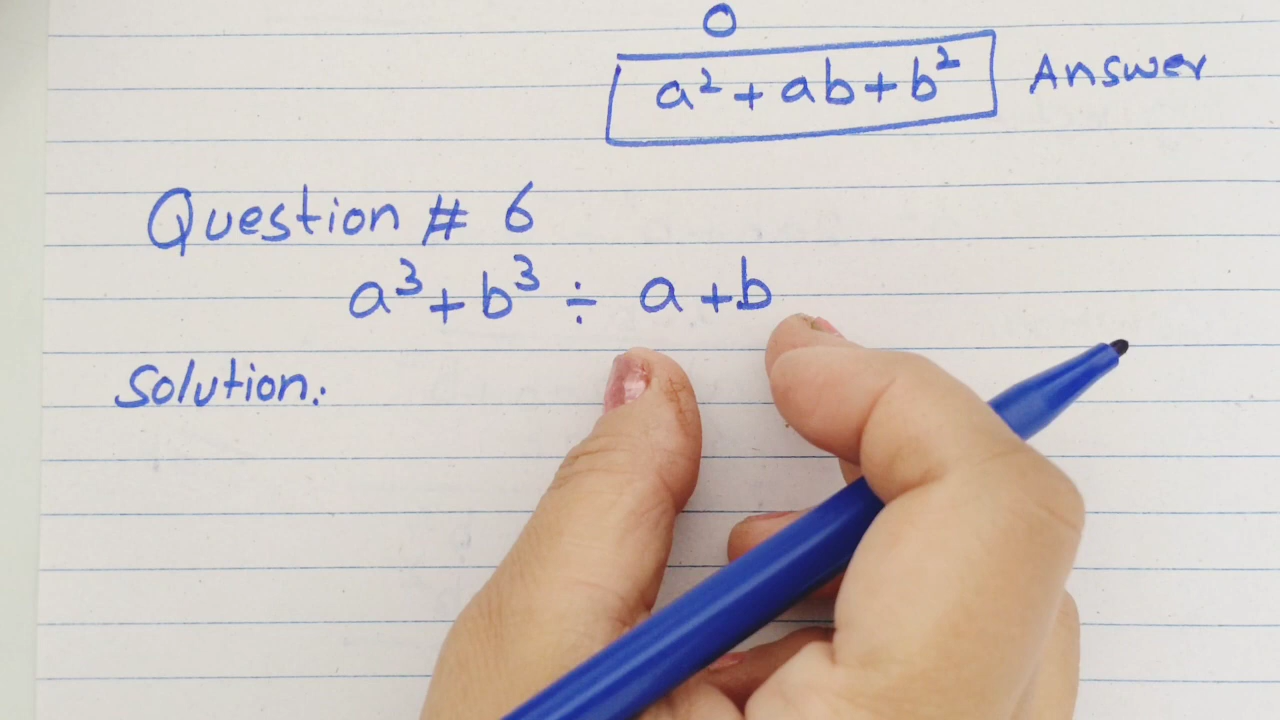 0
a² + ab + b² Answer
Question # 6
a³ + b³ ÷ a + b
Solution: